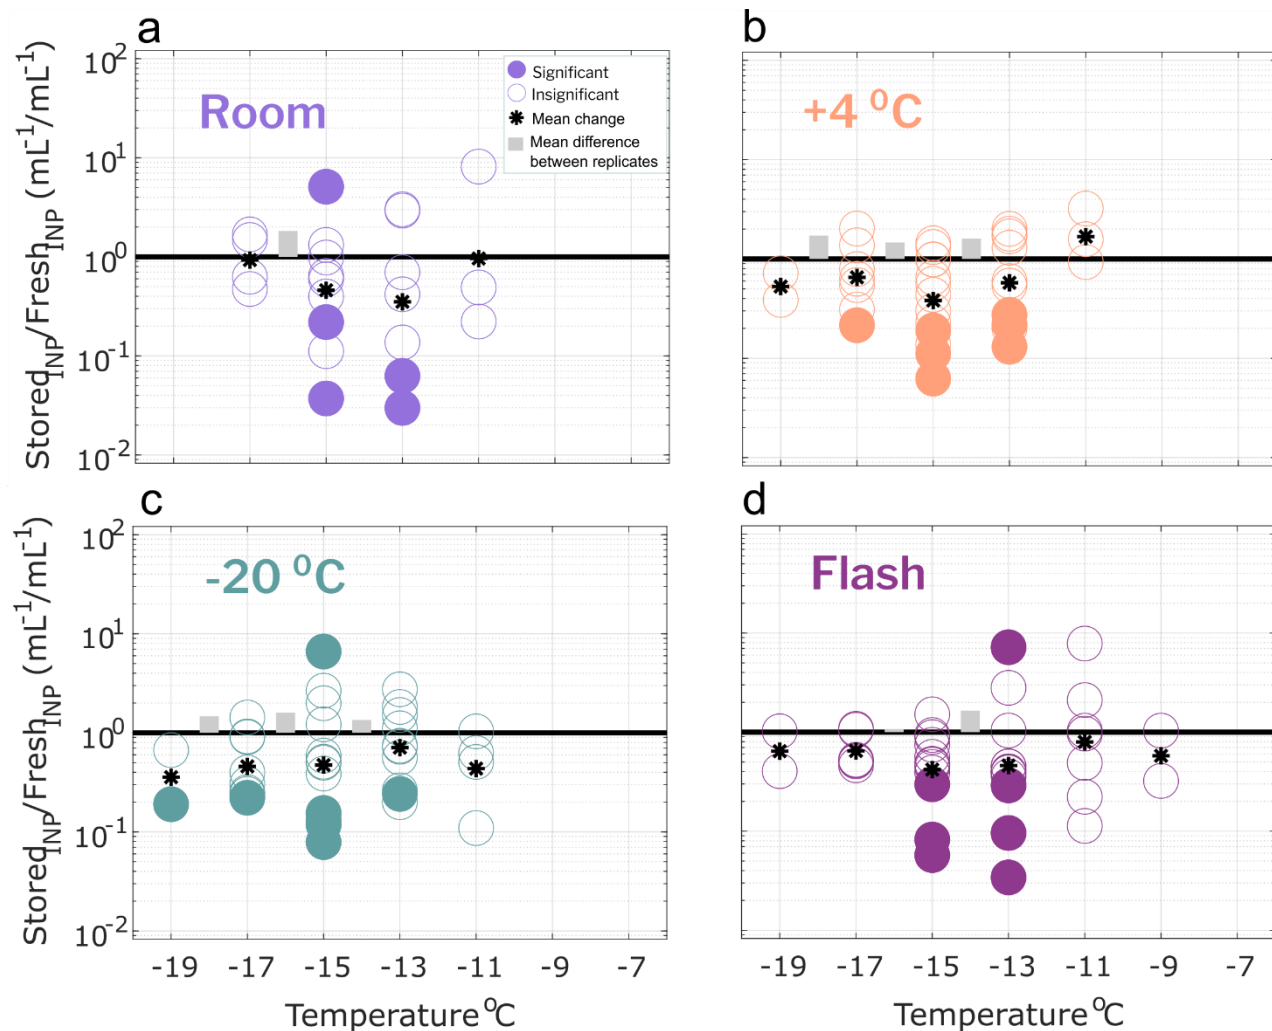 a
b
10²
10¹
10⁰
10⁻¹
10⁻²
Stored_INP/Fresh_INP (mL⁻¹/mL⁻¹)
Room
Significant
Insignificant
Mean change
Mean difference
between replicates
+4 ⁰C
c
d
10²
10¹
10⁰
10⁻¹
10⁻²
Stored_INP/Fresh_INP (mL⁻¹/mL⁻¹)
-20 ⁰C
Flash
-19 -17 -15 -13 -11 -9 -7
-19 -17 -15 -13 -11 -9 -7
Temperature ⁰C
Temperature ⁰C